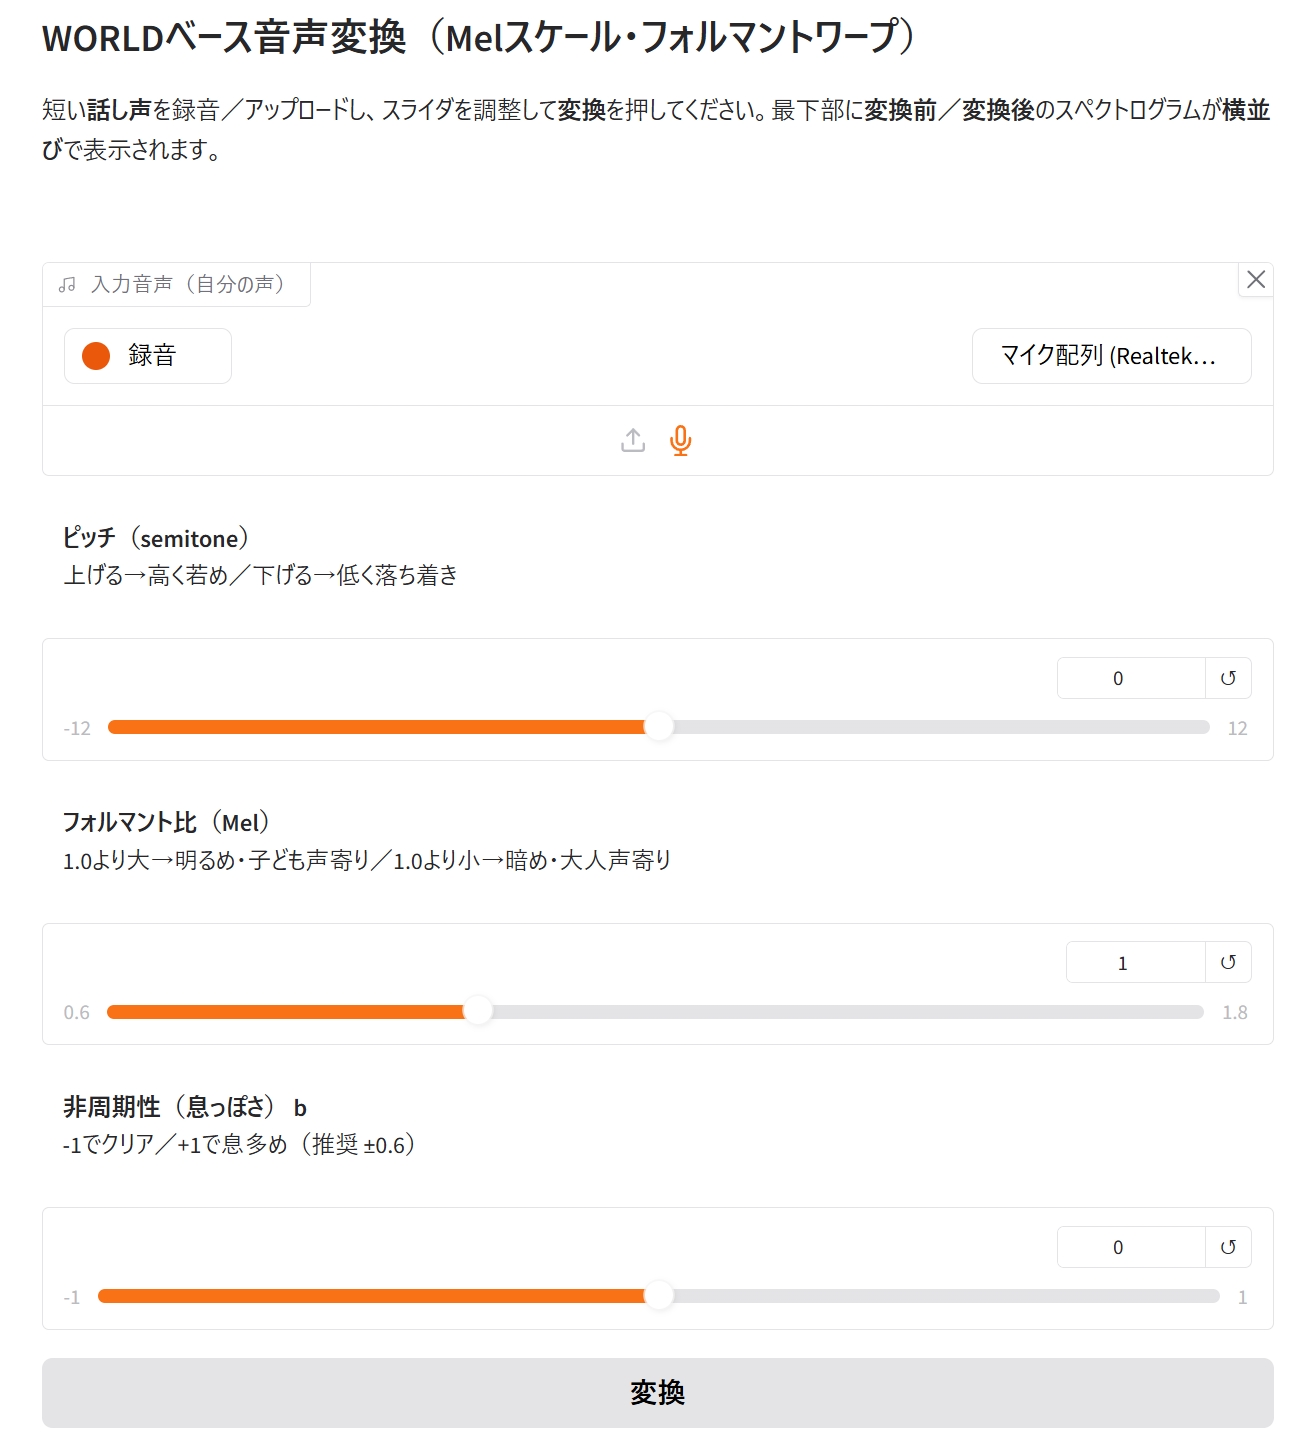 WORLDベース音声変換（Melスケール・フォルマントワープ）
短い話し声を録音／アップロードし、スライダを調整して変換を押してください。最下部に変換前／変換後のスペクトログラムが横並
びで表示されます。
入力音声（自分の声）
録音
マイク配列 (Realtek...
ピッチ（semitone）
上げる→高く若め／下げる→低く落ち着き
0
-12
12
フォルマント比（Mel）
1.0より大→明るめ・子ども声寄り／1.0より小→暗め・大人声寄り
1
0.6
1.8
非周期性（息っぽさ） b
-1でクリア／+1で息多め（推奨 ±0.6）
0
-1
1
変換